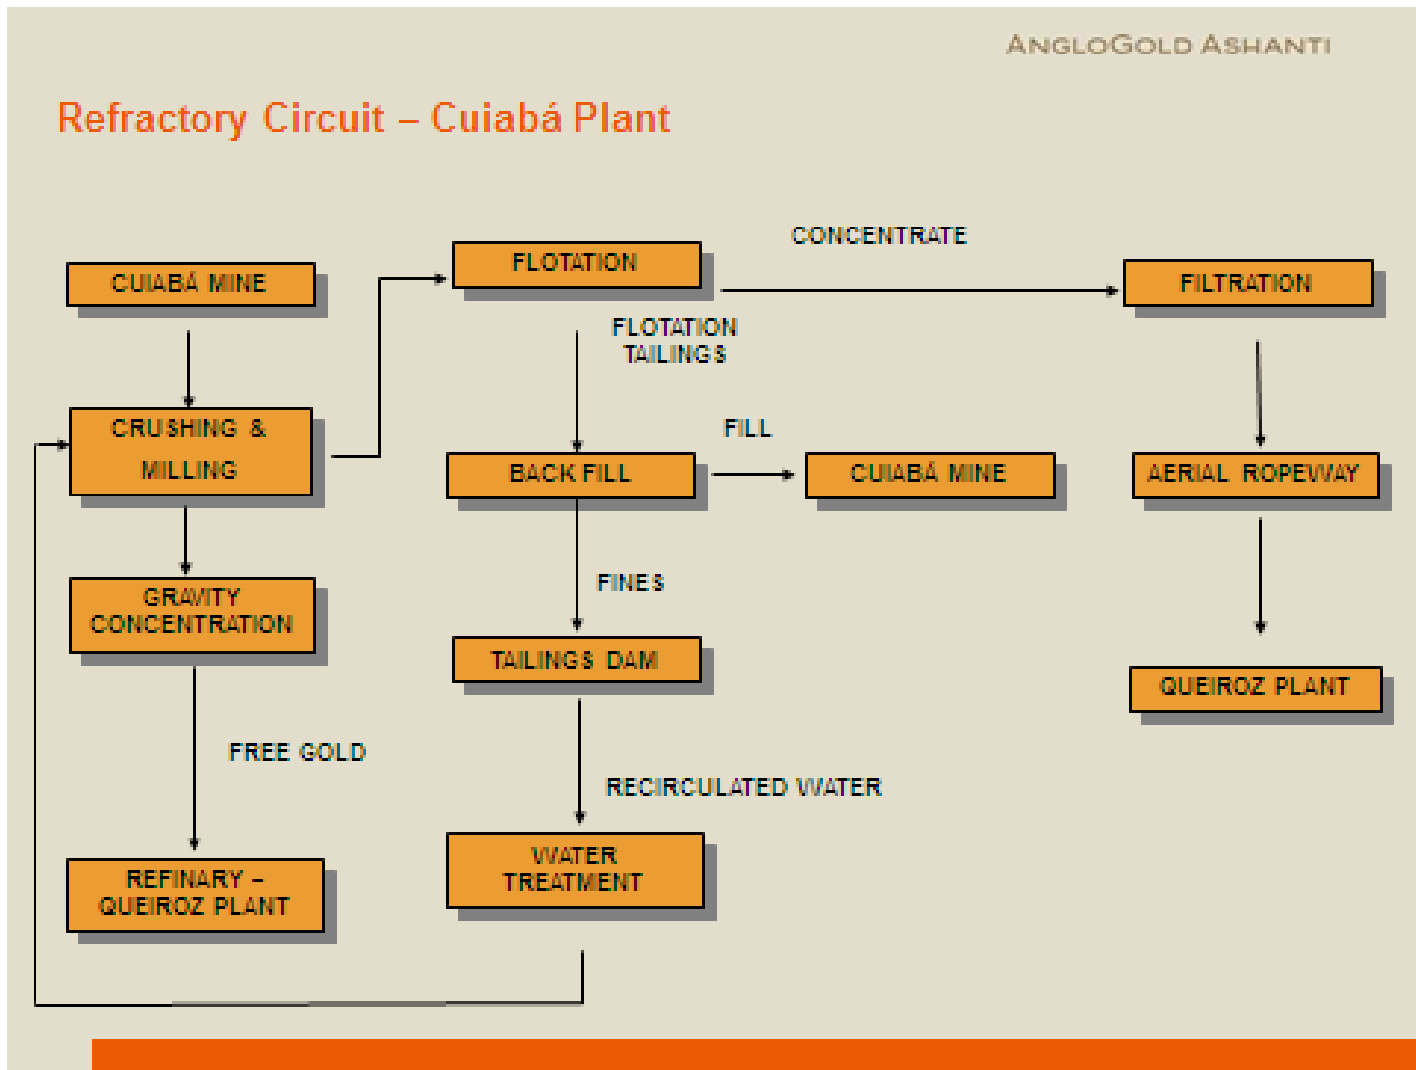 ANGLOGOLD ASHANTI
Refractory Circuit – Cuiabá Plant
CONCENTRATE
FLOTATION
CUIABÁ MINE
FILTRATION
FLOTATION
TAILINGS
CRUSHING &
MILLING
FILL
BACK FILL
CUIABÁ MINE
AERIAL ROPEWAY
FINES
GRAVITY
CONCENTRATION
TAILINGS DAM
QUEIROZ PLANT
FREE GOLD
RECIRCULATED WATER
WATER
TREATMENT
REFINARY –
QUEIROZ PLANT